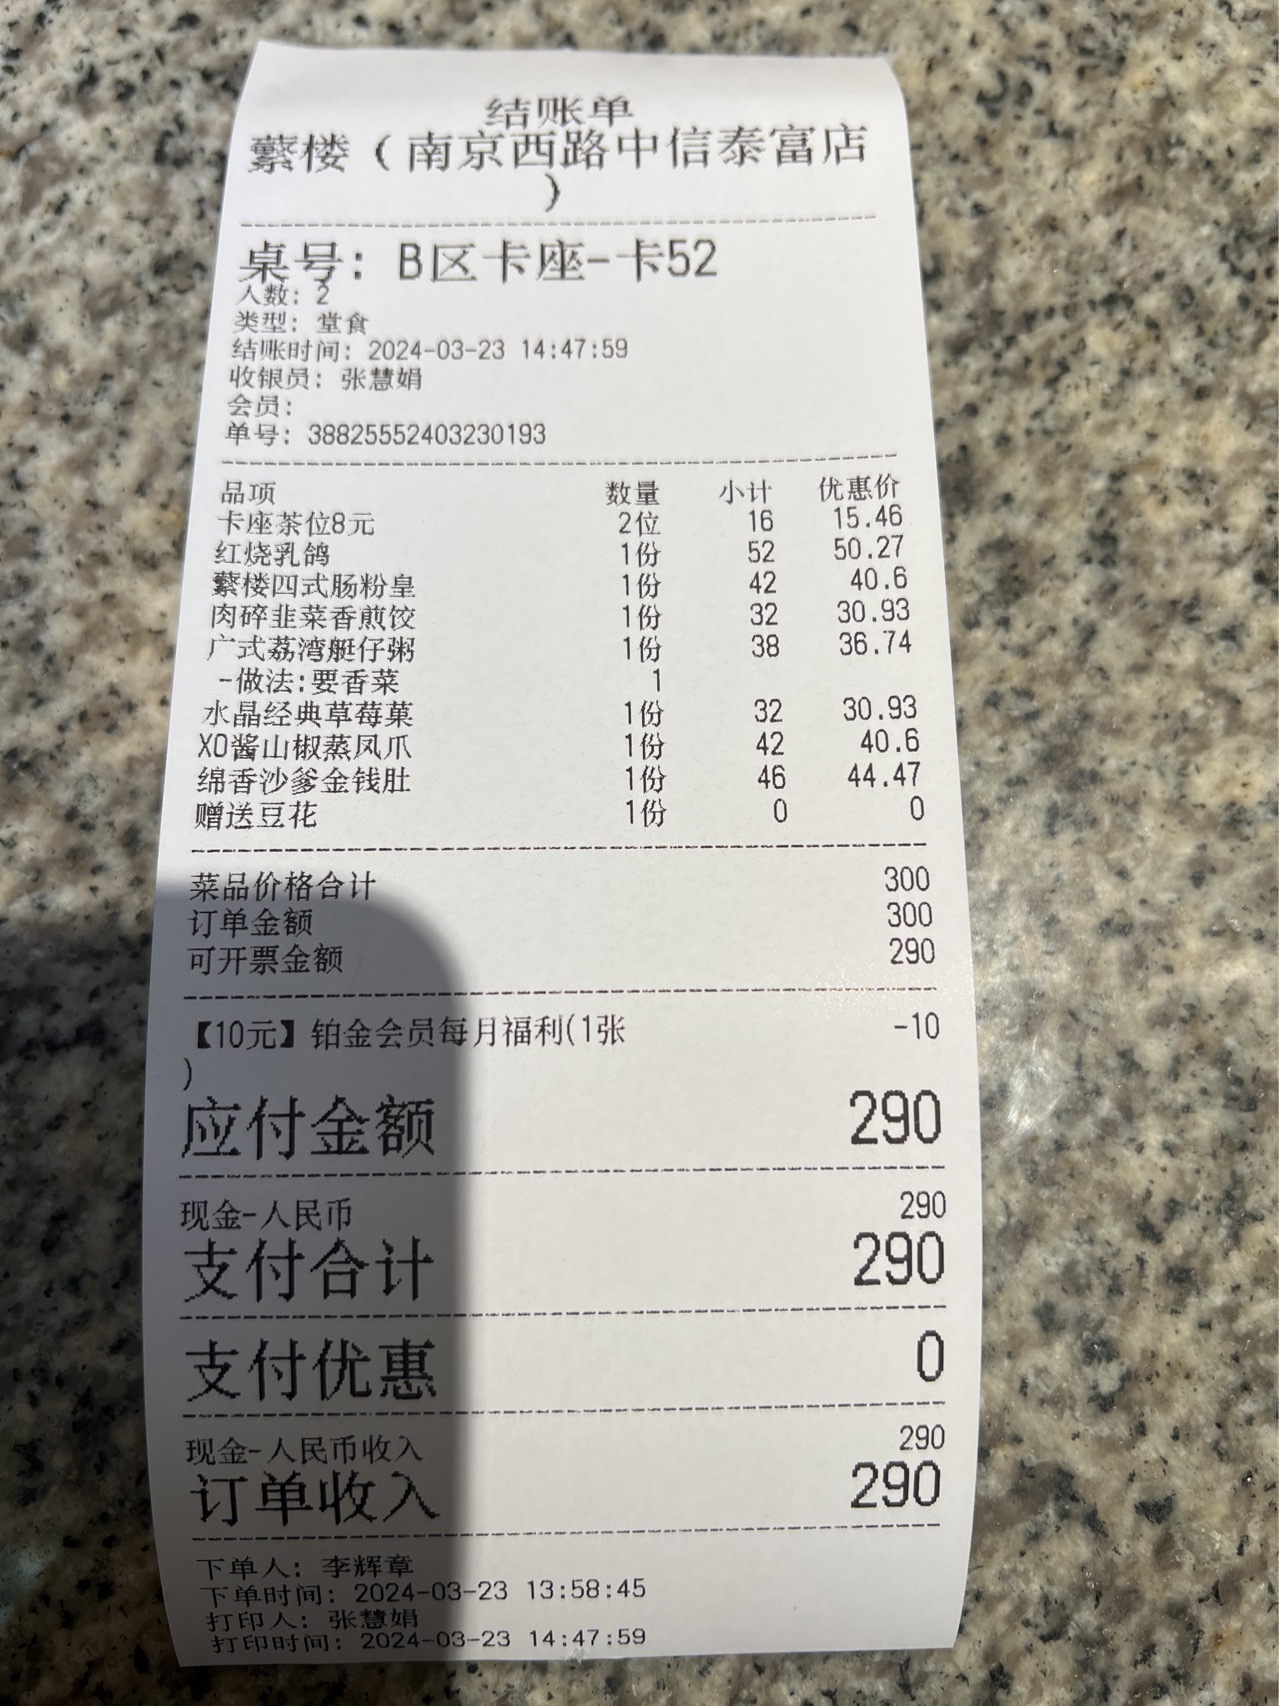 结账单
蘩楼（南京西路中信泰富店
）
桌号：B区卡座-卡52
人数：2
类型：堂食
结账时间：2024-03-23 14:47:59
收银员：张慧娟
会员：
单号：38825552403230193
品项 数量 小计 优惠价
卡座茶位8元 2位 16 15.46
红烧乳鸽 1份 52 50.27
蘩楼四式肠粉皇 1份 42 40.6
肉碎韭菜香煎饺 1份 32 30.93
广式荔湾艇仔粥 1份 38 36.74
-做法:要香菜 1
水晶经典草莓菓 1份 32 30.93
XO酱山椒蒸凤爪 1份 42 40.6
绵香沙爹金钱肚 1份 46 44.47
赠送豆花 1份 0 0
菜品价格合计 300
订单金额 300
可开票金额 290
【10元】铂金会员每月福利(1张 -10
)
应付金额 290
现金-人民币 290
支付合计 290
支付优惠 0
现金-人民币收入 290
订单收入 290
下单人：李辉章
下单时间：2024-03-23 13:58:45
打印人：张慧娟
打印时间：2024-03-23 14:47:59